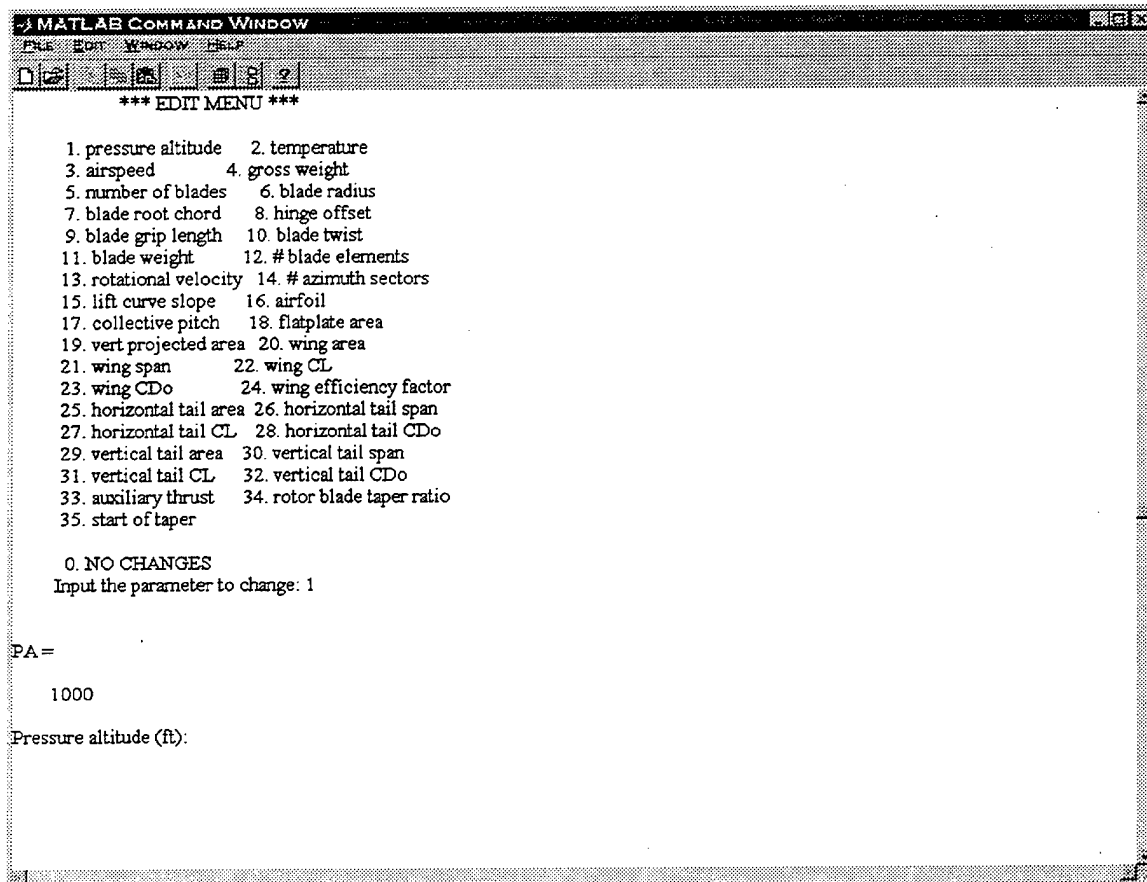 MATLAB COMMAND WINDOW
FILE EDIT WINDOW HELP
*** EDIT MENU ***
1. pressure altitude 2. temperature
3. airspeed 4. gross weight
5. number of blades 6. blade radius
7. blade root chord 8. hinge offset
9. blade grip length 10. blade twist
11. blade weight 12. # blade elements
13. rotational velocity 14. # azimuth sectors
15. lift curve slope 16. airfoil
17. collective pitch 18. flatplate area
19. vert projected area 20. wing area
21. wing span 22. wing CL
23. wing CDo 24. wing efficiency factor
25. horizontal tail area 26. horizontal tail span
27. horizontal tail CL 28. horizontal tail CDo
29. vertical tail area 30. vertical tail span
31. vertical tail CL 32. vertical tail CDo
33. auxiliary thrust 34. rotor blade taper ratio
35. start of taper
0. NO CHANGES
Input the parameter to change: 1
PA =
1000
Pressure altitude (ft):